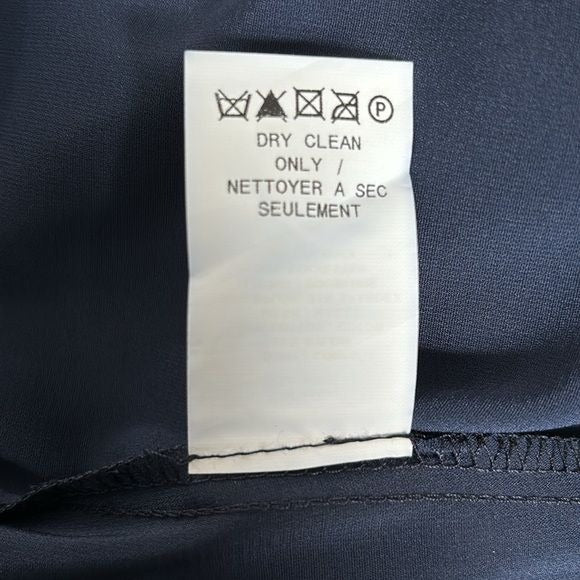 P
DRY CLEAN
ONLY /
NETTOYER A SEC
SEULEMENT